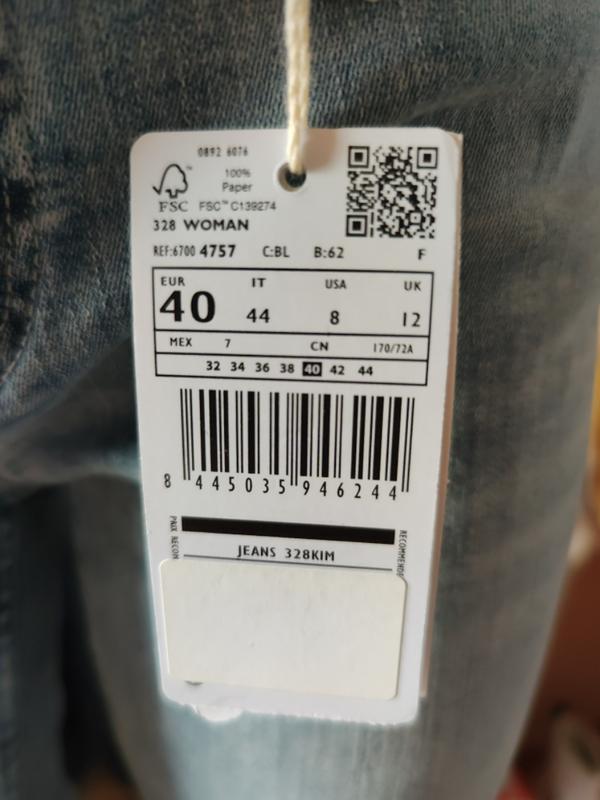 0892 6076
100%
Paper
FSC™ C139274
FSC
328 WOMAN
REF:6700 4757 C:BL B:62 F
EUR IT USA UK
40 44 8 12
MEX 7 CN 170/72A
32 34 36 38 40 42 44
8 445035 946244
PRIX RECOM
RECOMMENDED
JEANS 328KIM